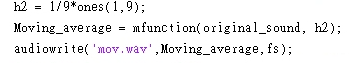 h2 = 1/9*ones(1,9);
Moving_average = mfunction(original_sound, h2);
audiowrite('mov.wav',Moving_average,fs);